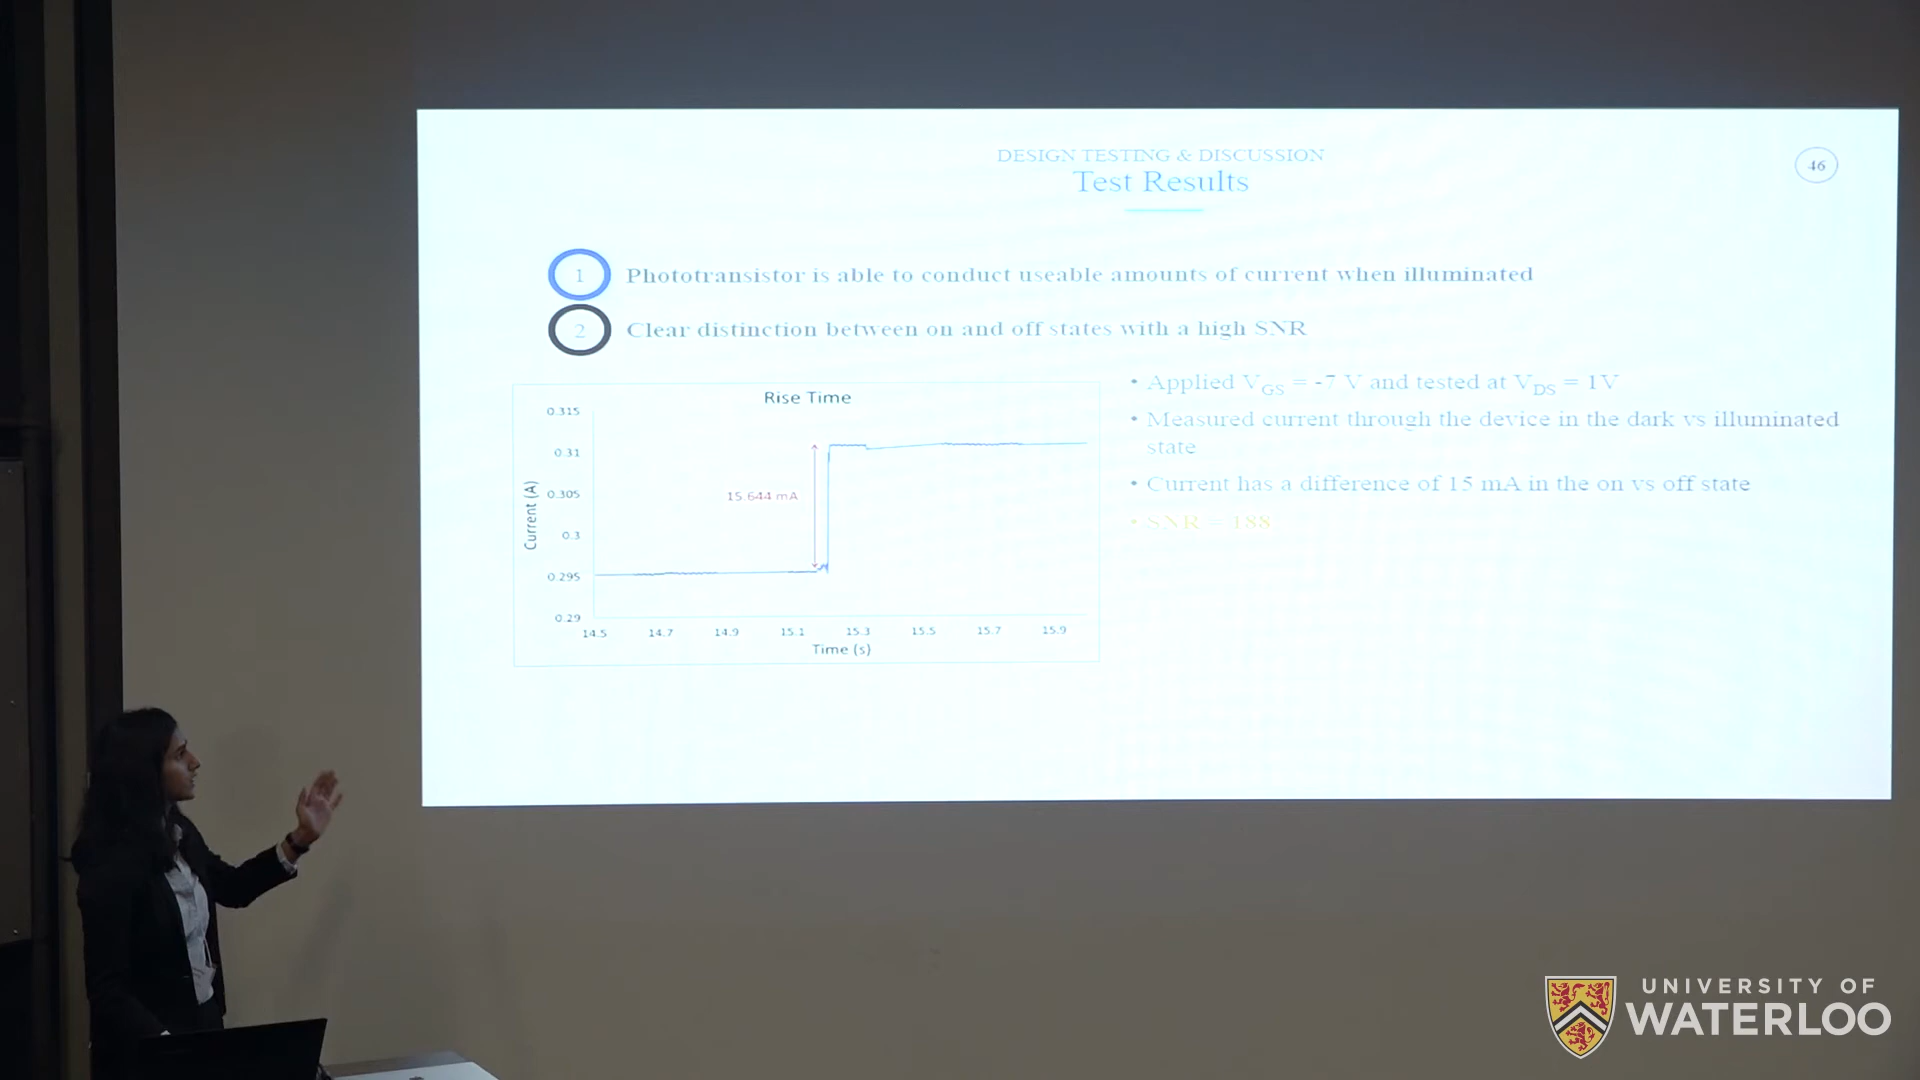 DESIGN TESTING & DISCUSSION
Test Results
46
1 Phototransistor is able to conduct useable amounts of current when illuminated
2 Clear distinction between on and off states with a high SNR
Rise Time
0.315
0.31
0.305
0.3
0.295
0.29
Current (A)
15.644 mA
14.5 14.7 14.9 15.1 15.3 15.5 15.7 15.9
Time (s)
• Applied VGS = -7 V and tested at VDS = 1V
• Measured current through the device in the dark vs illuminated
state
• Current has a difference of 15 mA in the on vs off state
• SNR = 188
UNIVERSITY OF
WATERLOO